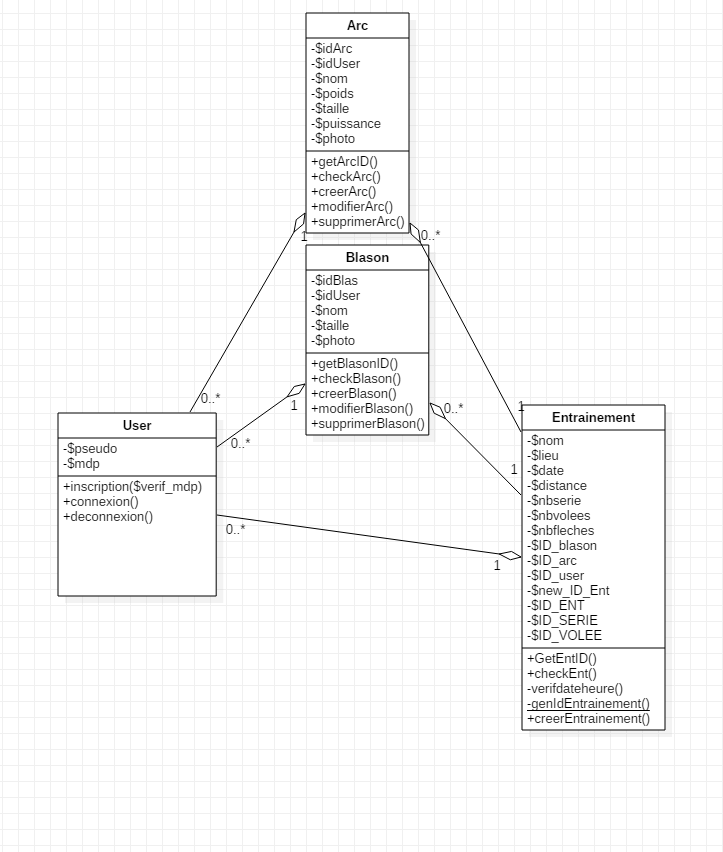 Arc
-$idArc
-$idUser
-$nom
-$poids
-$taille
-$puissance
-$photo
+getArcID()
+checkArc()
+creerArc()
+modifierArc()
+supprimerArc()
1
0..*
Blason
-$idBlas
-$idUser
-$nom
-$taille
-$photo
+getBlasonID()
+checkBlason()
+creerBlason()
+modifierBlason()
+supprimerBlason()
0..*
1
0..*
0..*
1
1
User
-$pseudo
-$mdp
+inscription($verif_mdp)
+connexion()
+deconnexion()
0..*
1
Entrainement
-$nom
-$lieu
-$date
-$distance
-$nbserie
-$nbvolees
-$nbfleches
-$ID_blason
-$ID_arc
-$ID_user
-$new_ID_Ent
-$ID_ENT
-$ID_SERIE
-$ID_VOLEE
+GetEntID()
+checkEnt()
-verifdateheure()
-genIdEntrainement()
+creerEntrainement()